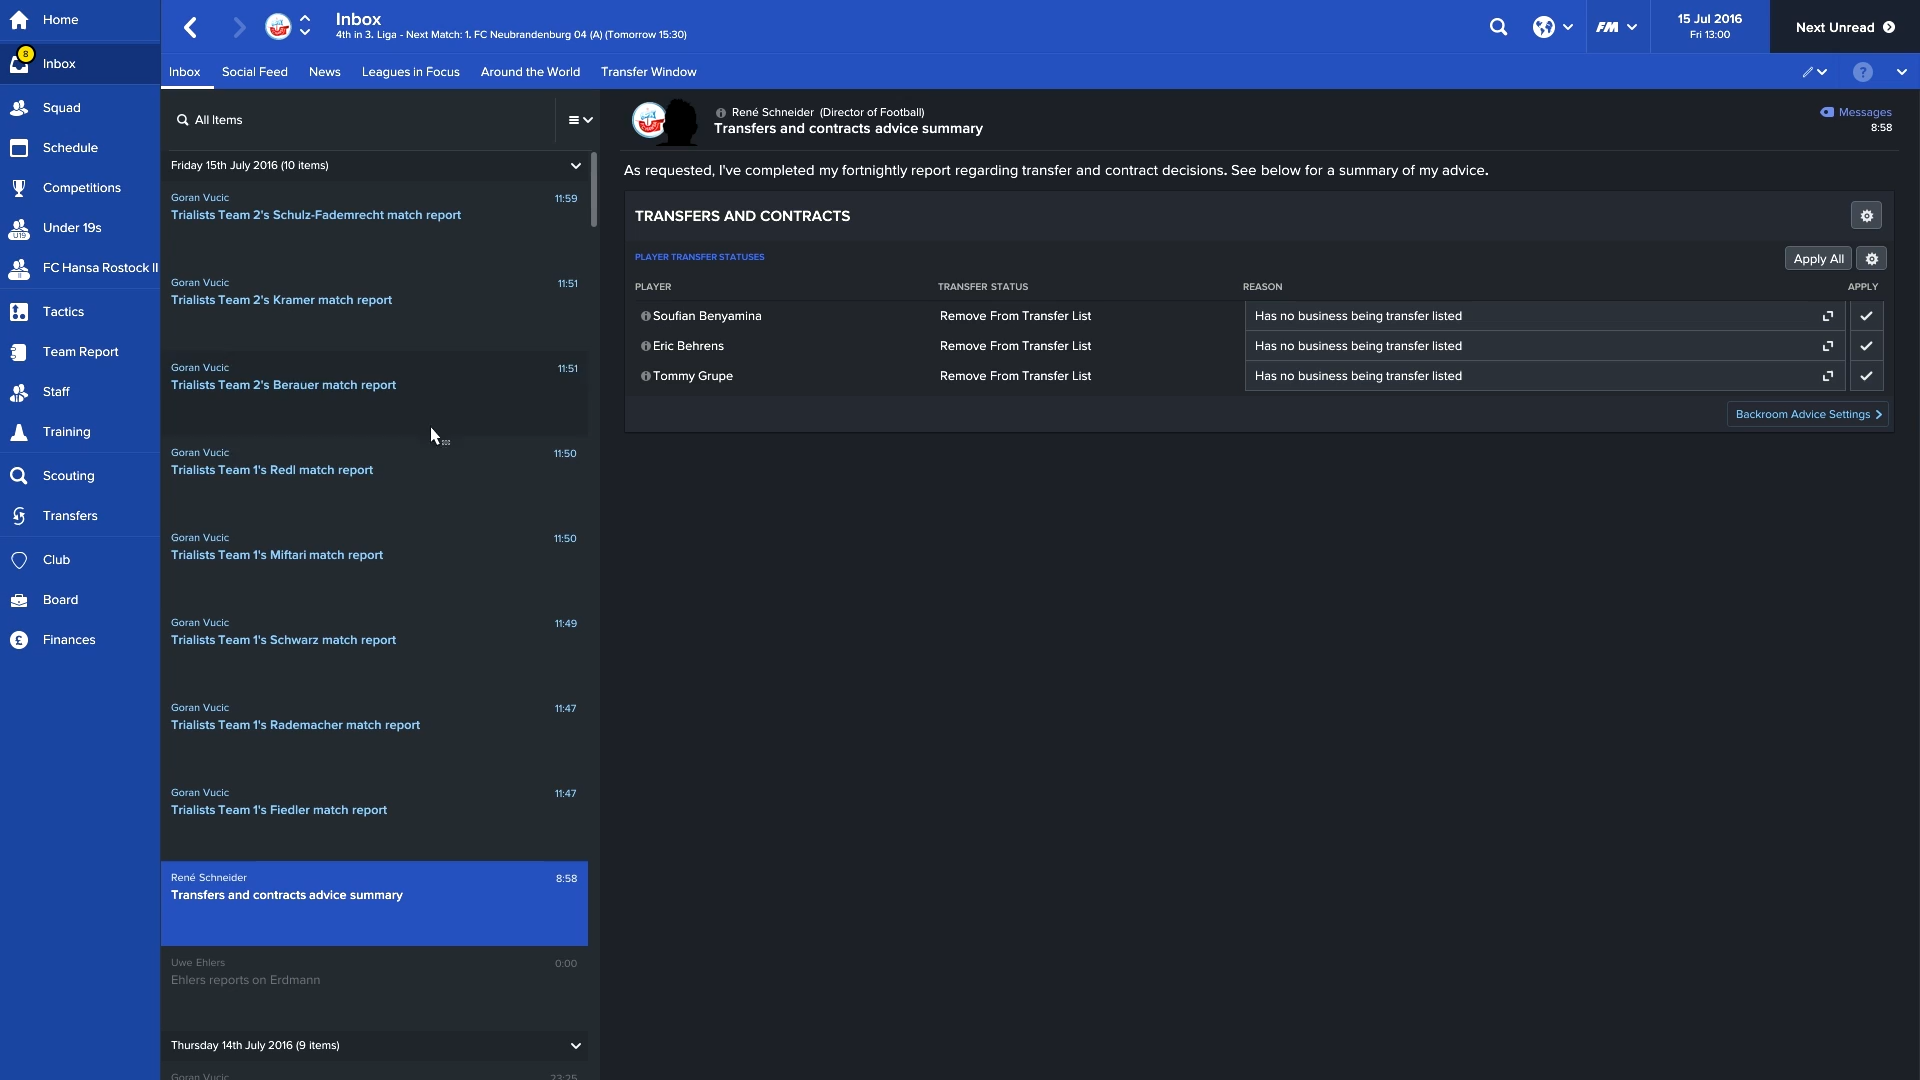 Home
8
Inbox
Squad
Schedule
Competitions
Under 19s
FC Hansa Rostock II
Tactics
Team Report
Staff
Training
Scouting
Transfers
Club
Board
Finances
Inbox
4th in 3. Liga - Next Match: 1. FC Neubrandenburg 04 (A) (Tomorrow 15:30)
FM
15 Jul 2016
Fri 13:00
Next Unread
Inbox Social Feed News Leagues in Focus Around the World Transfer Window
?
All Items
Friday 15th July 2016 (10 items)
Goran Vucic 11:59
Trialists Team 2's Schulz-Fademrecht match report
Goran Vucic 11:51
Trialists Team 2's Kramer match report
Goran Vucic 11:51
Trialists Team 2's Berauer match report
Goran Vucic 11:50
Trialists Team 1's Redl match report
Goran Vucic 11:50
Trialists Team 1's Miftari match report
Goran Vucic 11:49
Trialists Team 1's Schwarz match report
Goran Vucic 11:47
Trialists Team 1's Rademacher match report
Goran Vucic 11:47
Trialists Team 1's Fiedler match report
René Schneider 8:58
Transfers and contracts advice summary
Uwe Ehlers 0:00
Ehlers reports on Erdmann
Thursday 14th July 2016 (9 items)
Goran Vucic 23:25
René Schneider (Director of Football)
Transfers and contracts advice summary
Messages
8:58
As requested, I've completed my fortnightly report regarding transfer and contract decisions. See below for a summary of my advice.
TRANSFERS AND CONTRACTS
PLAYER TRANSFER STATUSES
Apply All
PLAYER TRANSFER STATUS REASON APPLY
Soufian Benyamina Remove From Transfer List Has no business being transfer listed
Eric Behrens Remove From Transfer List Has no business being transfer listed
Tommy Grupe Remove From Transfer List Has no business being transfer listed
Backroom Advice Settings